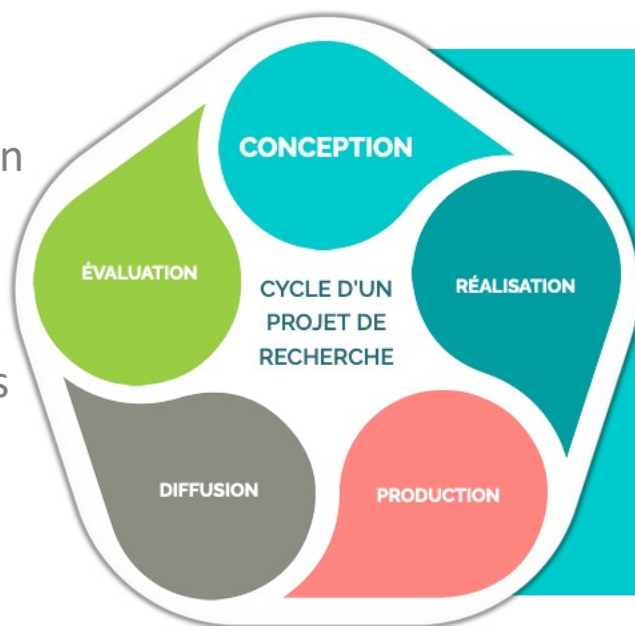 n
s
CONCEPTION
ÉVALUATION
RÉALISATION
CYCLE D'UN
PROJET DE
RECHERCHE
DIFFUSION
PRODUCTION